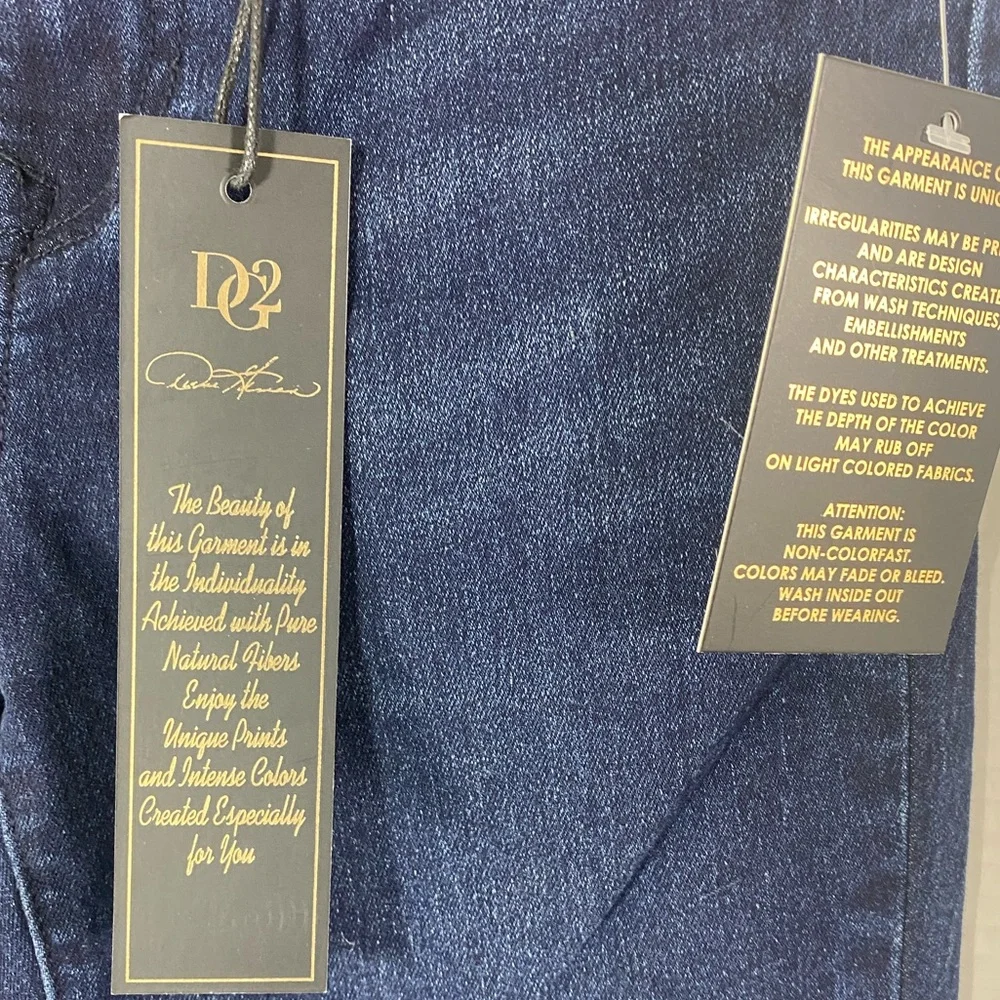 DG2
The Beauty of
this Garment is in
the Individuality
Achieved with Pure
Natural Fibers
Enjoy the
Unique Prints
and Intense Colors
Created Especially
for You
THE APPEARANCE
THIS GARMENT IS
IRREGULARITIES MAY BE
AND ARE DESIGN
CHARACTERISTICS
FROM WASH TECHNIQUES,
EMBELLISHMENTS
AND OTHER TREATMENTS.
THE DYES USED TO ACHIEVE
THE DEPTH OF THE COLOR
MAY RUB OFF
ON LIGHT COLORED FABRICS.
ATTENTION:
THIS GARMENT IS
NON-COLORFAST.
COLORS MAY FADE OR BLEED.
WASH INSIDE OUT
BEFORE WEARING.